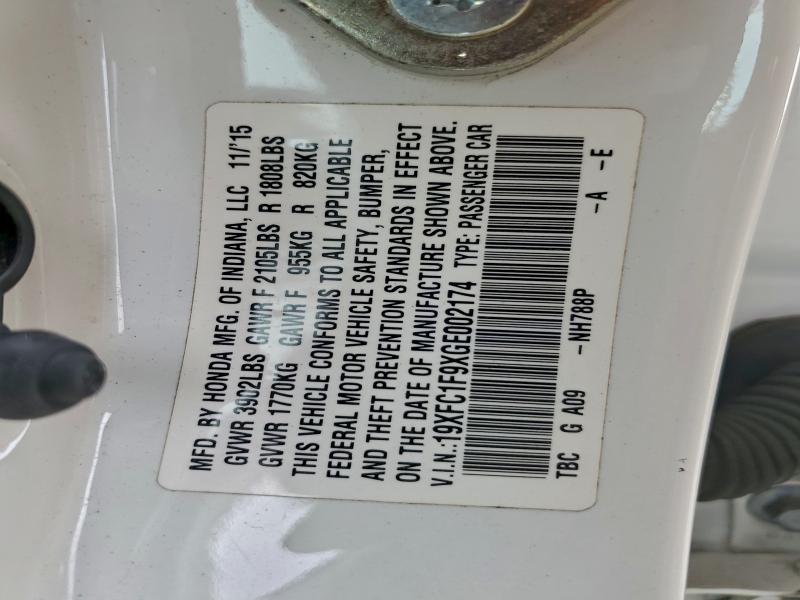 MFD. BY HONDA MFG. OF INDIANA, LLC 11/'15
GVWR 3902LBS GAWR F 2105LBS R 1808LBS
GVWR 1770KG GAWR F 955KG R 820KG
THIS VEHICLE CONFORMS TO ALL APPLICABLE
FEDERAL MOTOR VEHICLE SAFETY, BUMPER,
AND THEFT PREVENTION STANDARDS IN EFFECT
ON THE DATE OF MANUFACTURE SHOWN ABOVE.
V.I.N.:19XFC1F9XGE002174 TYPE: PASSENGER CAR
TBC G A09 -NH788P -A -E